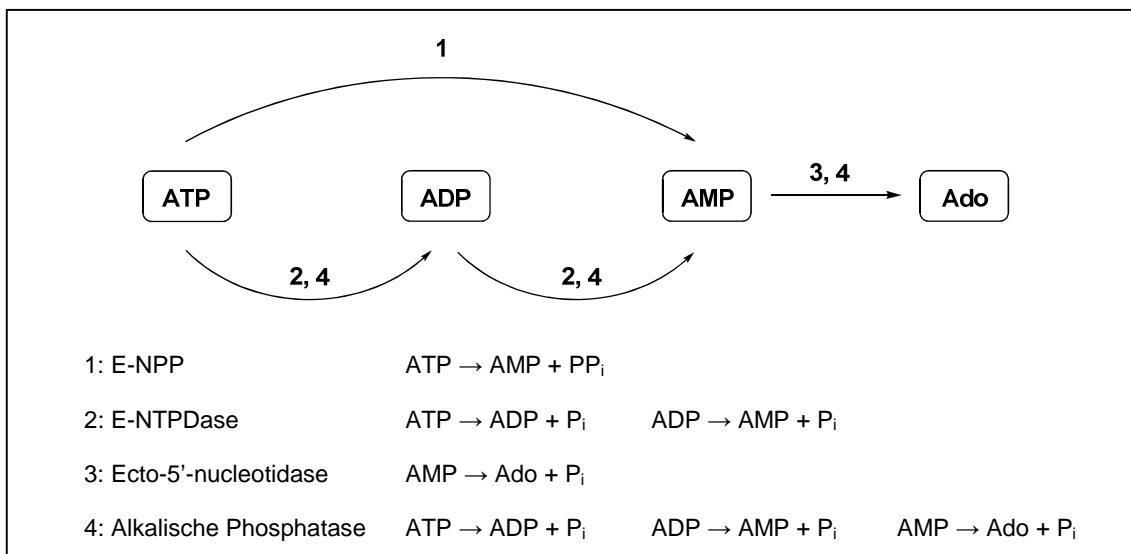 1
3, 4
ATP ADP AMP Ado
2, 4 2, 4
1: E-NPP ATP → AMP + PPi
2: E-NTPDase ATP → ADP + Pi ADP → AMP + Pi
3: Ecto-5’-nucleotidase AMP → Ado + Pi
4: Alkalische Phosphatase ATP → ADP + Pi ADP → AMP + Pi AMP → Ado + Pi